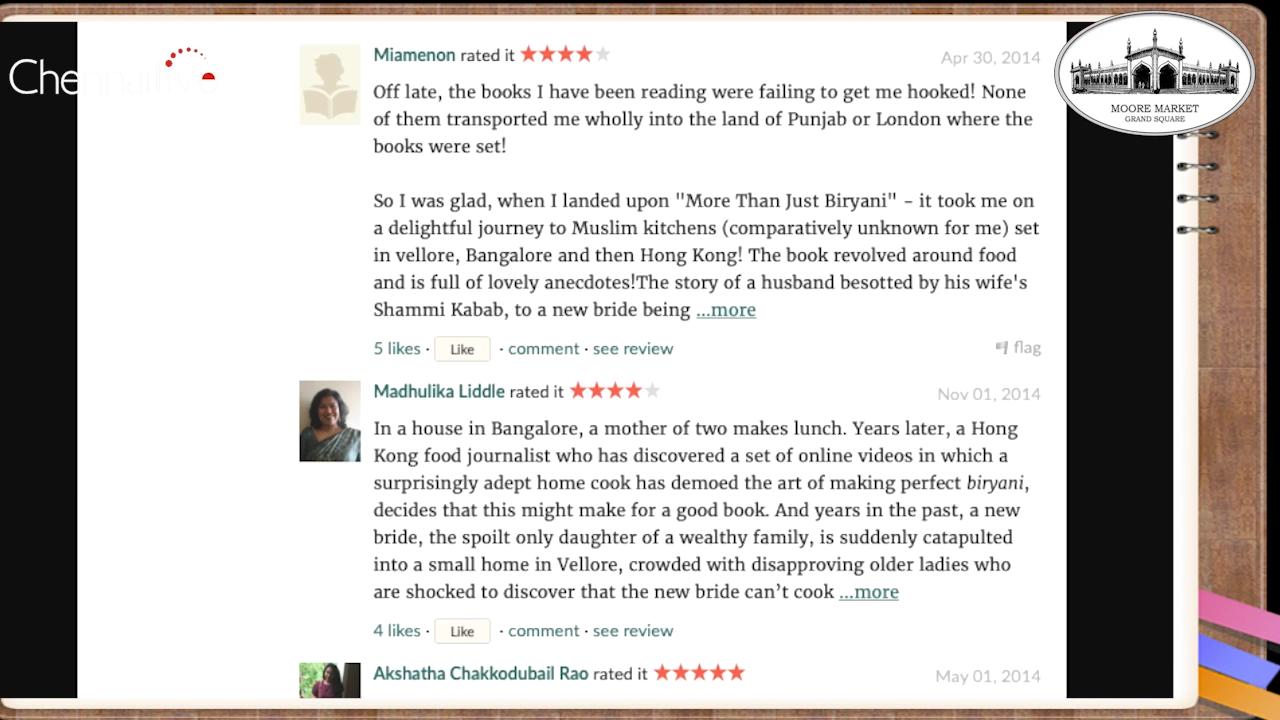 Chennailive
MOORE MARKET
GRAND SQUARE
Miamenon rated it
Apr 30, 2014
Off late, the books I have been reading were failing to get me hooked! None
of them transported me wholly into the land of Punjab or London where the
books were set!
So I was glad, when I landed upon "More Than Just Biryani" - it took me on
a delightful journey to Muslim kitchens (comparatively unknown for me) set
in vellore, Bangalore and then Hong Kong! The book revolved around food
and is full of lovely anecdotes!The story of a husband besotted by his wife's
Shammi Kabab, to a new bride being ...more
5 likes · Like · comment · see review
flag
Madhulika Liddle rated it
Nov 01, 2014
In a house in Bangalore, a mother of two makes lunch. Years later, a Hong
Kong food journalist who has discovered a set of online videos in which a
surprisingly adept home cook has demoed the art of making perfect biryani,
decides that this might make for a good book. And years in the past, a new
bride, the spoilt only daughter of a wealthy family, is suddenly catapulted
into a small home in Vellore, crowded with disapproving older ladies who
are shocked to discover that the new bride can’t cook ...more
4 likes · Like · comment · see review
Akshatha Chakkodubail Rao rated it
May 01, 2014